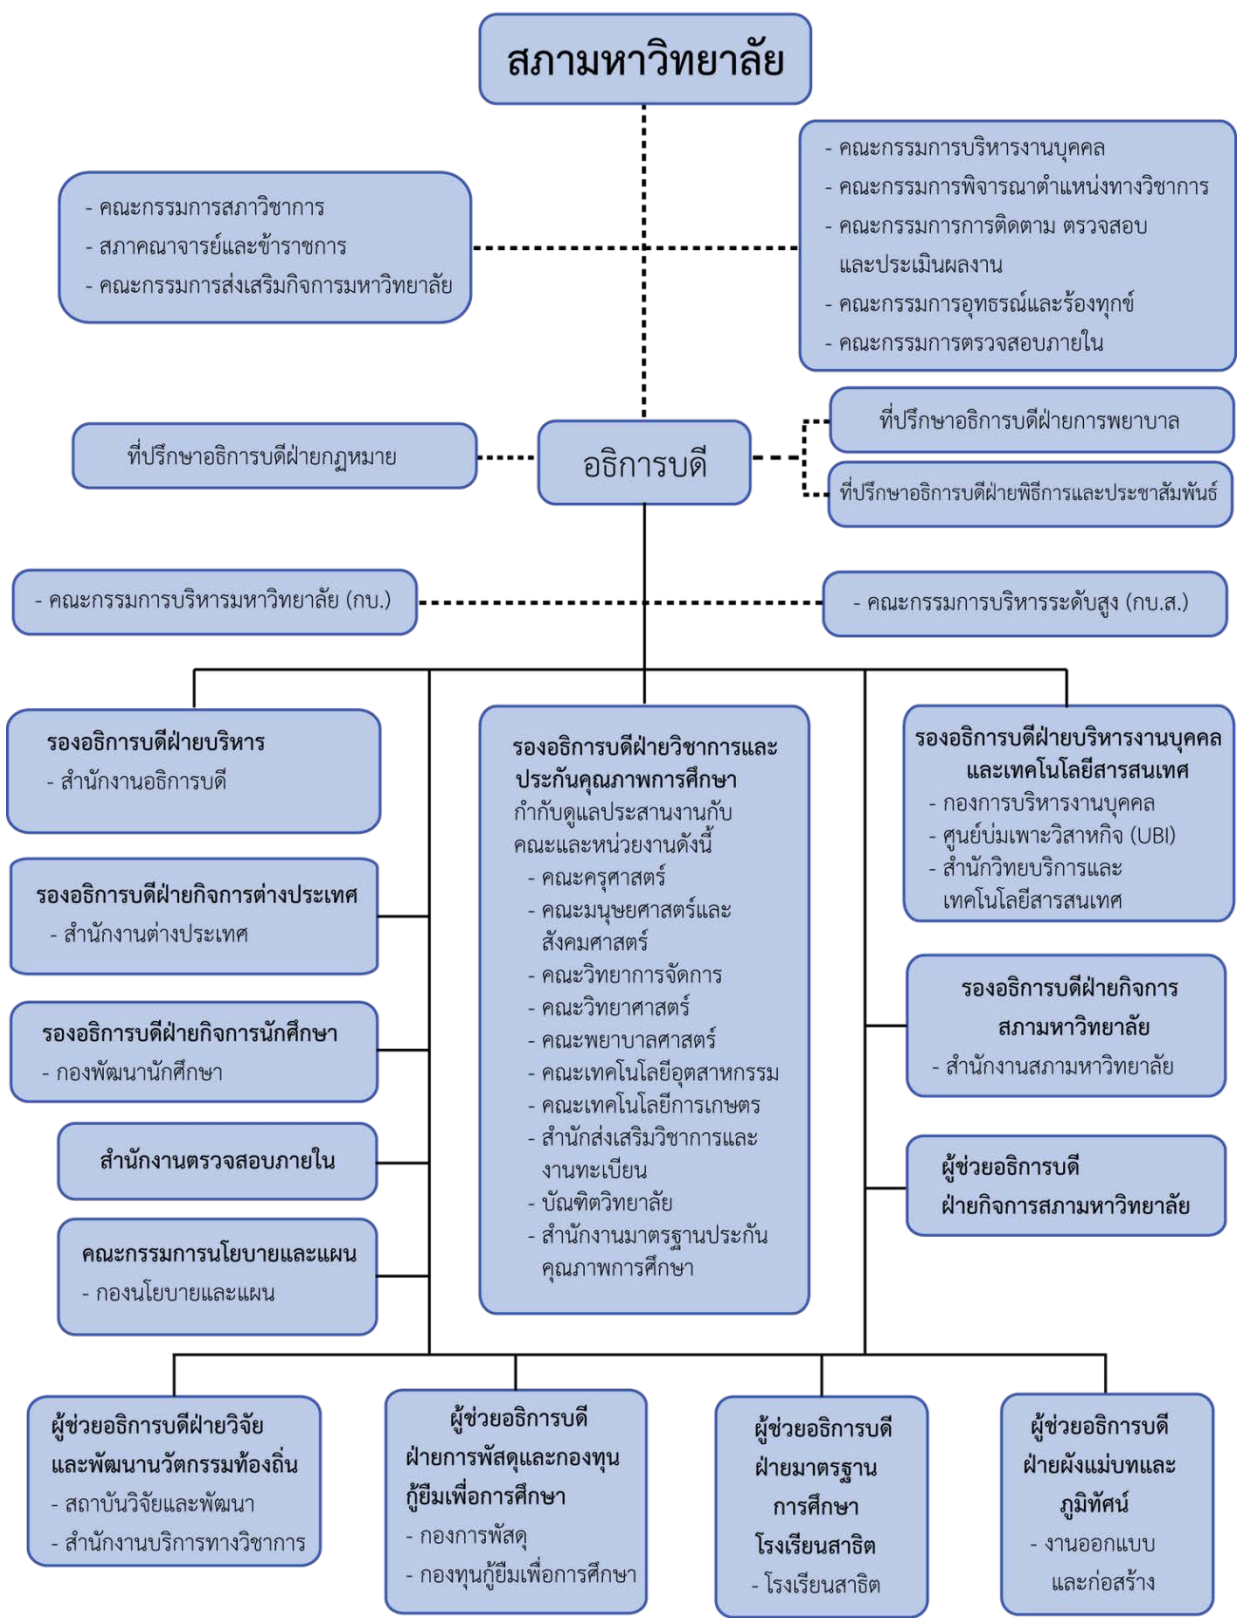 สภามหาวิทยาลัย
- คณะกรรมการสภาวิชาการ
- สภาคณาจารย์และข้าราชการ
- คณะกรรมการส่งเสริมกิจการมหาวิทยาลัย
- คณะกรรมการบริหารงานบุคคล
- คณะกรรมการพิจารณาตำแหน่งทางวิชาการ
- คณะกรรมการการติดตาม ตรวจสอบ
และประเมินผลงาน
- คณะกรรมการอุทธรณ์และร้องทุกข์
- คณะกรรมการตรวจสอบภายใน
ที่ปรึกษาอธิการบดีฝ่ายกฏหมาย
อธิการบดี
ที่ปรึกษาอธิการบดีฝ่ายการพยาบาล
ที่ปรึกษาอธิการบดีฝ่ายพิธีการและประชาสัมพันธ์
- คณะกรรมการบริหารมหาวิทยาลัย (กบ.)
- คณะกรรมการบริหารระดับสูง (กบ.ส.)
รองอธิการบดีฝ่ายบริหาร
- สำนักงานอธิการบดี
รองอธิการบดีฝ่ายกิจการต่างประเทศ
- สำนักงานต่างประเทศ
รองอธิการบดีฝ่ายกิจการนักศึกษา
- กองพัฒนานักศึกษา
สำนักงานตรวจสอบภายใน
คณะกรรมการนโยบายและแผน
- กองนโยบายและแผน
รองอธิการบดีฝ่ายวิชาการและ
ประกันคุณภาพการศึกษา
กำกับดูแลประสานงานกับ
คณะและหน่วยงานดังนี้
- คณะครุศาสตร์
- คณะมนุษยศาสตร์และ
สังคมศาสตร์
- คณะวิทยาการจัดการ
- คณะวิทยาศาสตร์
- คณะพยาบาลศาสตร์
- คณะเทคโนโลยีอุตสาหกรรม
- คณะเทคโนโลยีการเกษตร
- สำนักส่งเสริมวิชาการและ
งานทะเบียน
- บัณฑิตวิทยาลัย
- สำนักงานมาตรฐานประกัน
คุณภาพการศึกษา
รองอธิการบดีฝ่ายบริหารงานบุคคล
และเทคโนโลยีสารสนเทศ
- กองการบริหารงานบุคคล
- ศูนย์บ่มเพาะวิสาหกิจ (UBI)
- สำนักวิทยบริการและ
เทคโนโลยีสารสนเทศ
รองอธิการบดีฝ่ายกิจการ
สภามหาวิทยาลัย
- สำนักงานสภามหาวิทยาลัย
ผู้ช่วยอธิการบดี
ฝ่ายกิจการสภามหาวิทยาลัย
ผู้ช่วยอธิการบดีฝ่ายวิจัย
และพัฒนานวัตกรรมท้องถิ่น
- สถาบันวิจัยและพัฒนา
- สำนักงานบริการทางวิชาการ
ผู้ช่วยอธิการบดี
ฝ่ายการพัสดุและกองทุน
กู้ยืมเพื่อการศึกษา
- กองการพัสดุ
- กองทุนกู้ยืมเพื่อการศึกษา
ผู้ช่วยอธิการบดี
ฝ่ายมาตรฐาน
การศึกษา
โรงเรียนสาธิต
- โรงเรียนสาธิต
ผู้ช่วยอธิการบดี
ฝ่ายผังแม่บทและ
ภูมิทัศน์
- งานออกแบบ
และก่อสร้าง